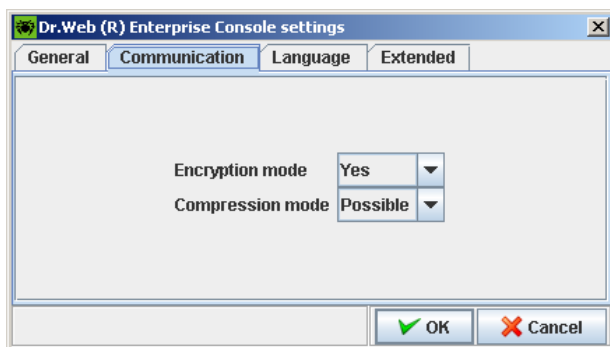 Dr.Web (R) Enterprise Console settings
General Communication Language Extended
Encryption mode Yes
Compression mode Possible
OK Cancel